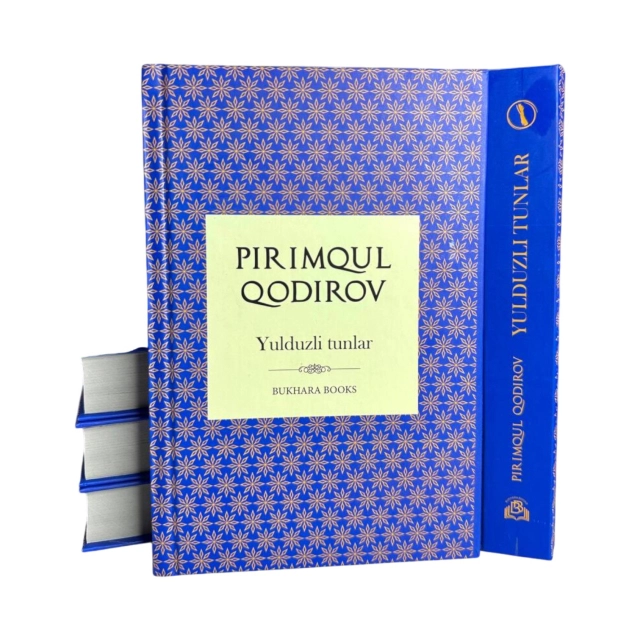 PIRIMQUL
QODIROV
Yulduzli tunlar
BUKHARA BOOKS
PIRIMQUL QODIROV
YULDUZLI TUNLAR